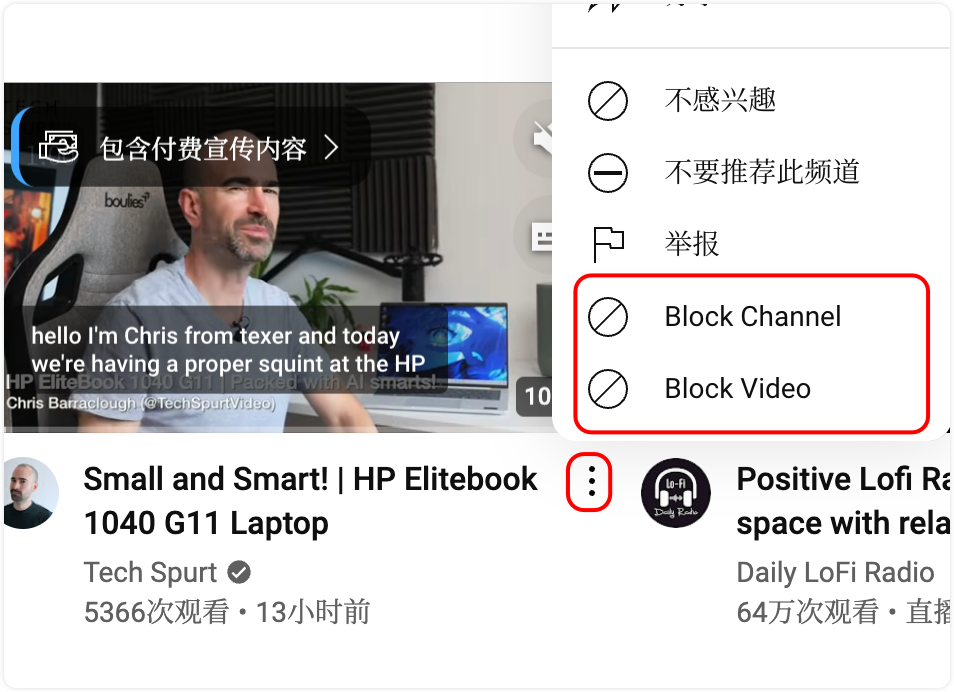 不感兴趣
不要推荐此频道
举报
Block Channel
Block Video
包含付费宣传内容
boulies
hello I'm Chris from texer and today
we're having a proper squint at the HP
HP EliteBook 1040 G11 | Packed with AI smarts!
Chris Barraclough (@TechSpurtVideo)
10
Small and Smart! | HP Elitebook
1040 G11 Laptop
Tech Spurt
5366次观看 • 13小时前
Lo-Fi
Daily Radio
Positive Lofi Ra
space with rela
Daily LoFi Radio
64万次观看 • 直播